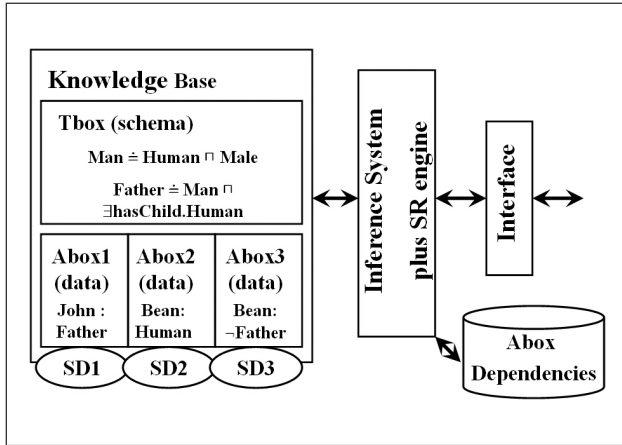 Knowledge Base
Tbox (schema)
Man ≐ Human ⊓ Male
Father ≐ Man ⊓
∃hasChild.Human
Abox1
(data)
John :
Father
Abox2
(data)
Bean:
Human
Abox3
(data)
Bean:
¬Father
SD1
SD2
SD3
Inference System
plus SR engine
Interface
Abox
Dependencies